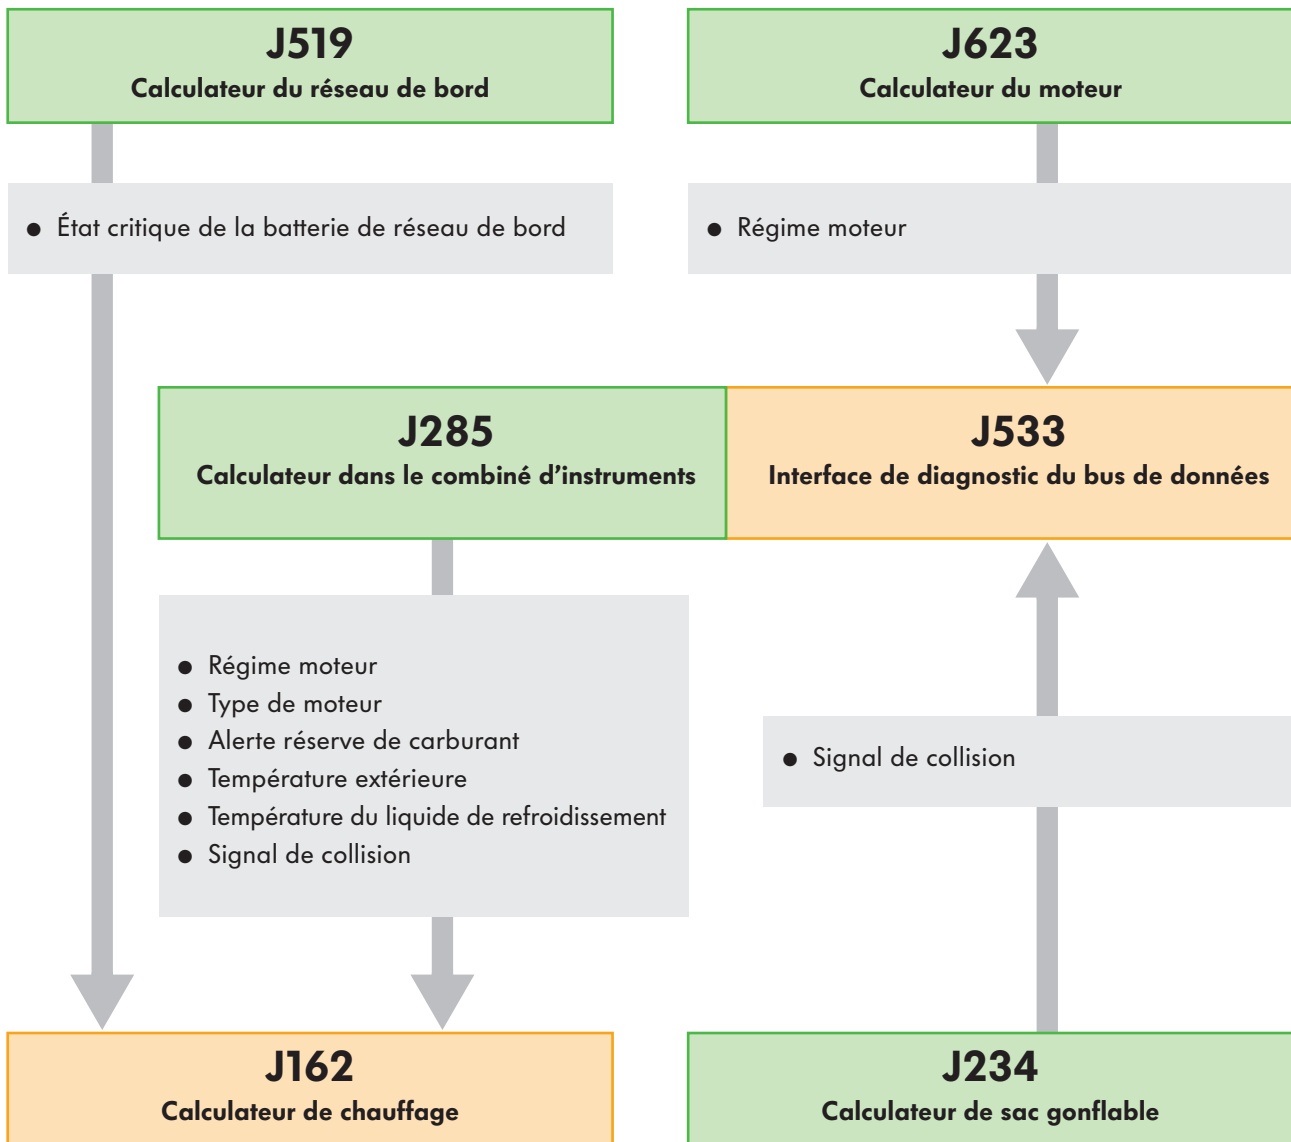 J519
Calculateur du réseau de bord
J623
Calculateur du moteur
● État critique de la batterie de réseau de bord
● Régime moteur
J285
Calculateur dans le combiné d'instruments
J533
Interface de diagnostic du bus de données
● Régime moteur
● Type de moteur
● Alerte réserve de carburant
● Température extérieure
● Température du liquide de refroidissement
● Signal de collision
● Signal de collision
J162
Calculateur de chauffage
J234
Calculateur de sac gonflable